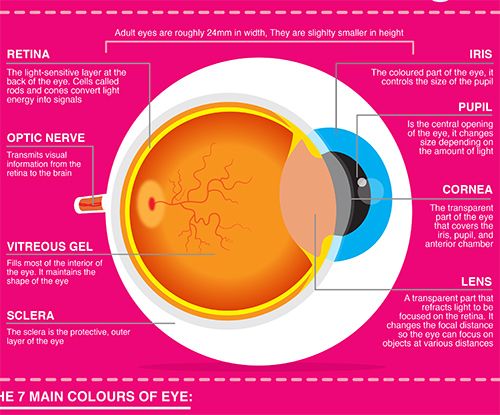 Adult eyes are roughly 24mm in width, They are slighlty smaller in height
RETINA
The light-sensitive layer at the
back of the eye. Cells called
rods and cones convert light
energy into signals
OPTIC NERVE
Transmits visual
information from the
retina to the brain
VITREOUS GEL
Fills most of the interior of
the eye. It maintains the
shape of the eye
SCLERA
The sclera is the protective, outer
layer of the eye
IRIS
The coloured part of the eye, it
controls the size of the pupil
PUPIL
Is the central opening
of the eye, it changes
size depending on
the amount of light
CORNEA
The transparent
part of the eye
that covers the
iris, pupil, and
anterior chamber
LENS
A transparent part that
refracts light to be
focused on the retina. It
changes the focal distance
so the eye can focus on
objects at various distances
HE 7 MAIN COLOURS OF EYE: